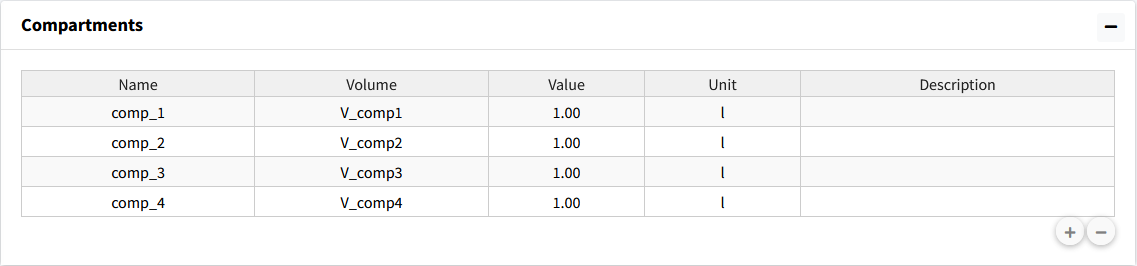 Compartments
Name Volume Value Unit Description
comp_1 V_comp1 1.00 l
comp_2 V_comp2 1.00 l
comp_3 V_comp3 1.00 l
comp_4 V_comp4 1.00 l